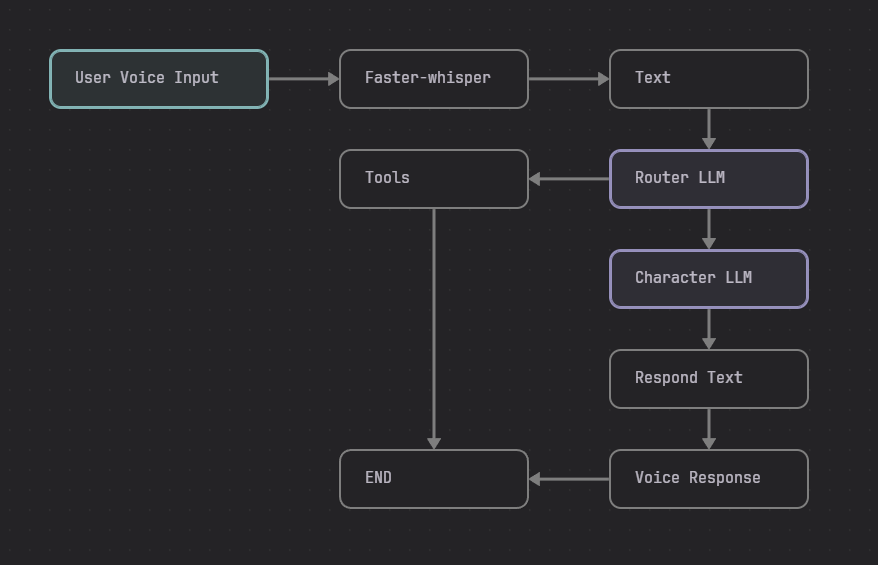 User Voice Input
Faster-whisper
Text
Tools
Router LLM
Character LLM
Respond Text
END
Voice Response